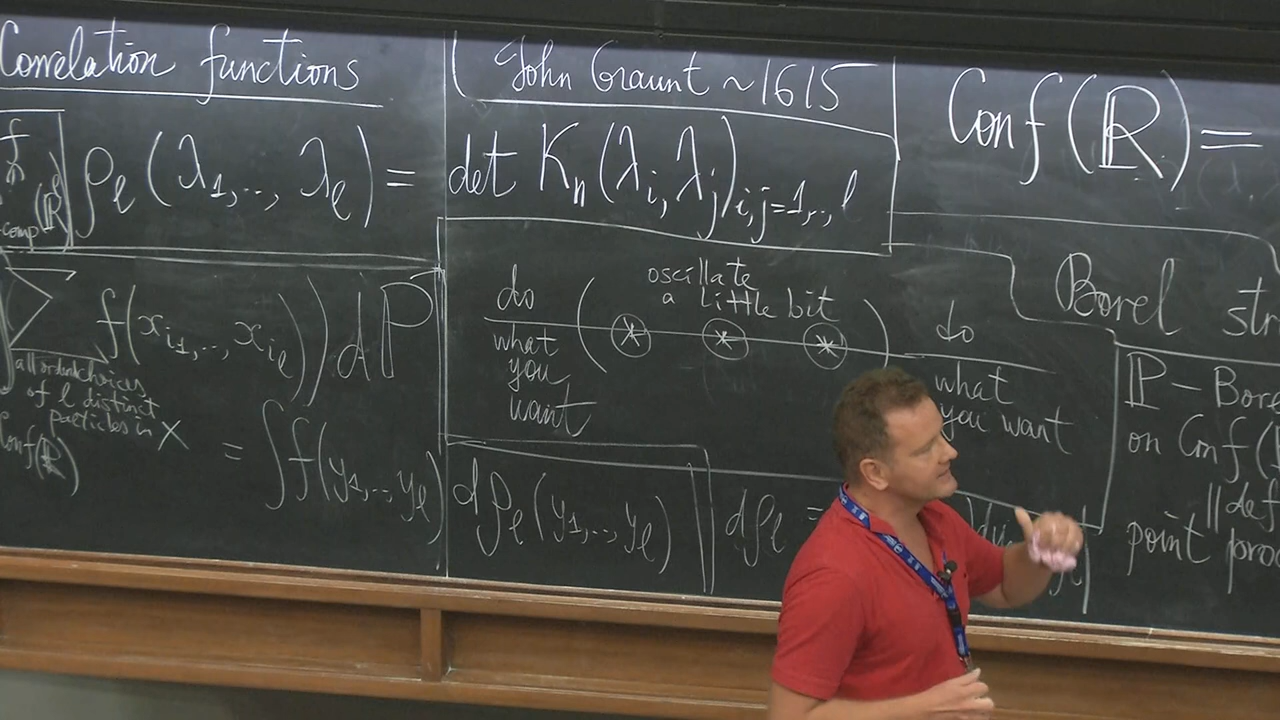 Correlation functions
ρ_ℓ(λ_1,.., λ_ℓ) =
f
comp (ℝ)
Σ f(x_{i_1},.., x_{i_ℓ})) dℙ
choices
of ℓ distinct
particles in X
Conf(ℝ)
= ∫f(y_1,.., y_ℓ)
John Graunt ~1615
det K_n(λ_i, λ_j)_{i,j=1,..,ℓ}
do
what
you
want
oscillate
a little bit
( * * * )
do
what
you want
dρ_ℓ(y_1,.., y_ℓ)
dρ_ℓ =
Conf(ℝ) =
Borel str
ℙ - Bore
on Conf(
def
point proc